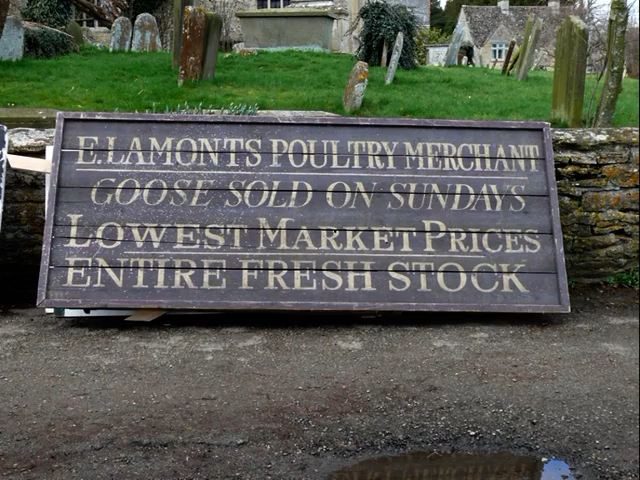 E.LAMONTS POULTRY MERCHANT
GOOSE SOLD ON SUNDAYS
LOWEST MARKET PRICES
ENTIRE FRESH STOCK